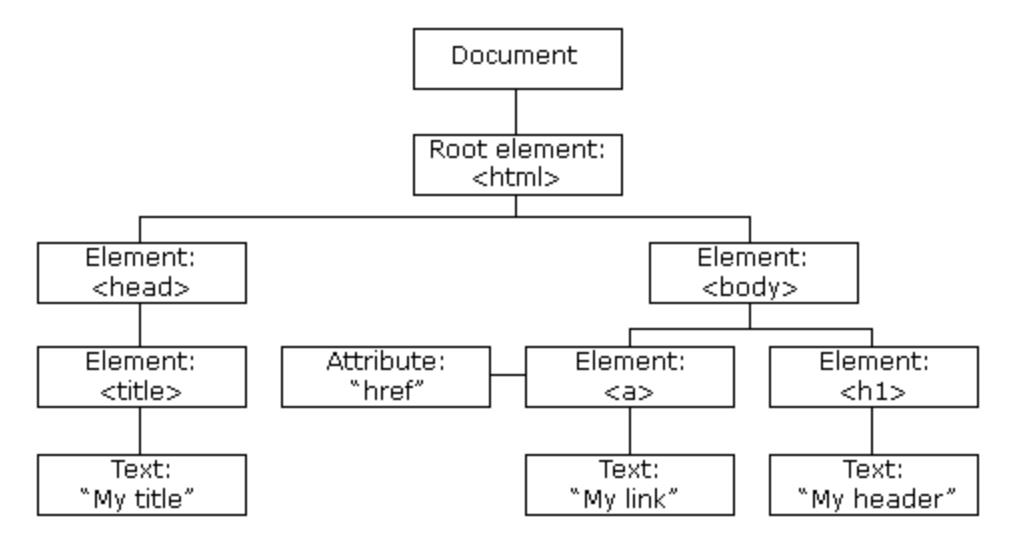 Document
Root element:
<html>
Element:
<head>
Element:
<body>
Element:
<title>
Attribute:
“href”
Element:
<a>
Element:
<h1>
Text:
“My title”
Text:
“My link”
Text:
“My header”